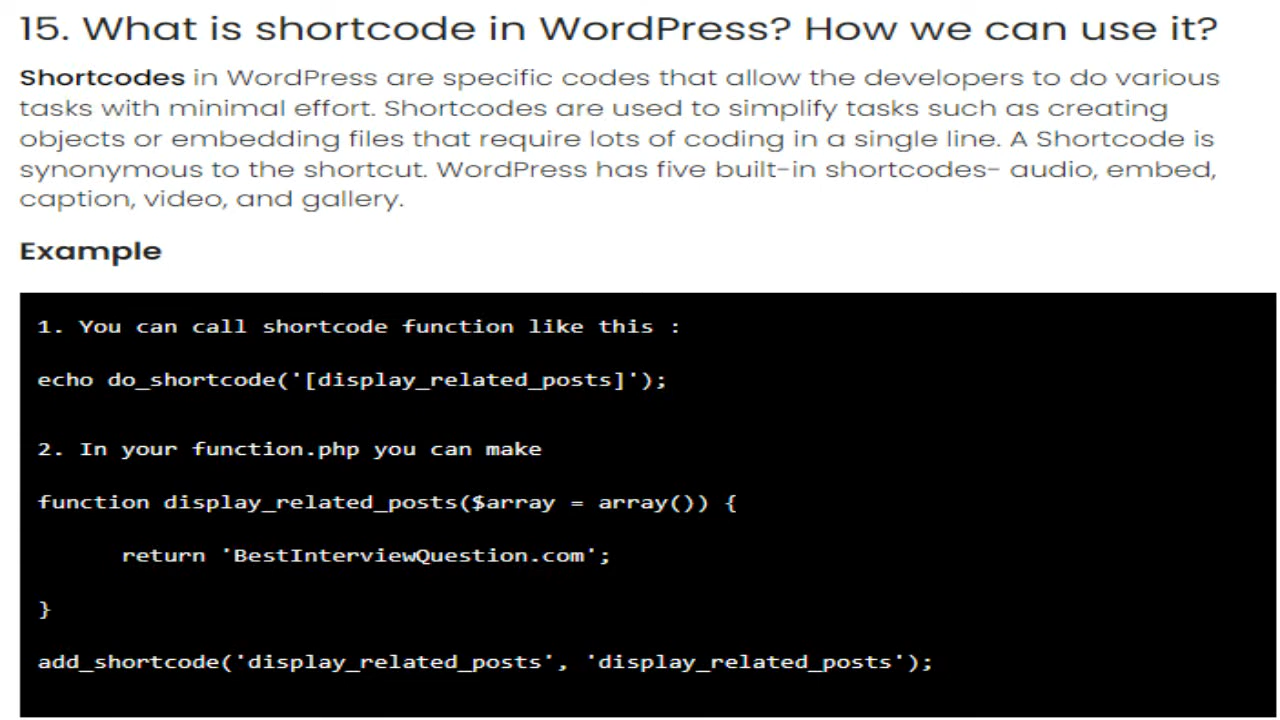 15. What is shortcode in WordPress? How we can use it?
Shortcodes in WordPress are specific codes that allow the developers to do various
tasks with minimal effort. Shortcodes are used to simplify tasks such as creating
objects or embedding files that require lots of coding in a single line. A Shortcode is
synonymous to the shortcut. WordPress has five built-in shortcodes- audio, embed,
caption, video, and gallery.
Example
1. You can call shortcode function like this :
echo do_shortcode('[display_related_posts]');
2. In your function.php you can make
function display_related_posts($array = array()) {
return 'BestInterviewQuestion.com';
}
add_shortcode('display_related_posts', 'display_related_posts');